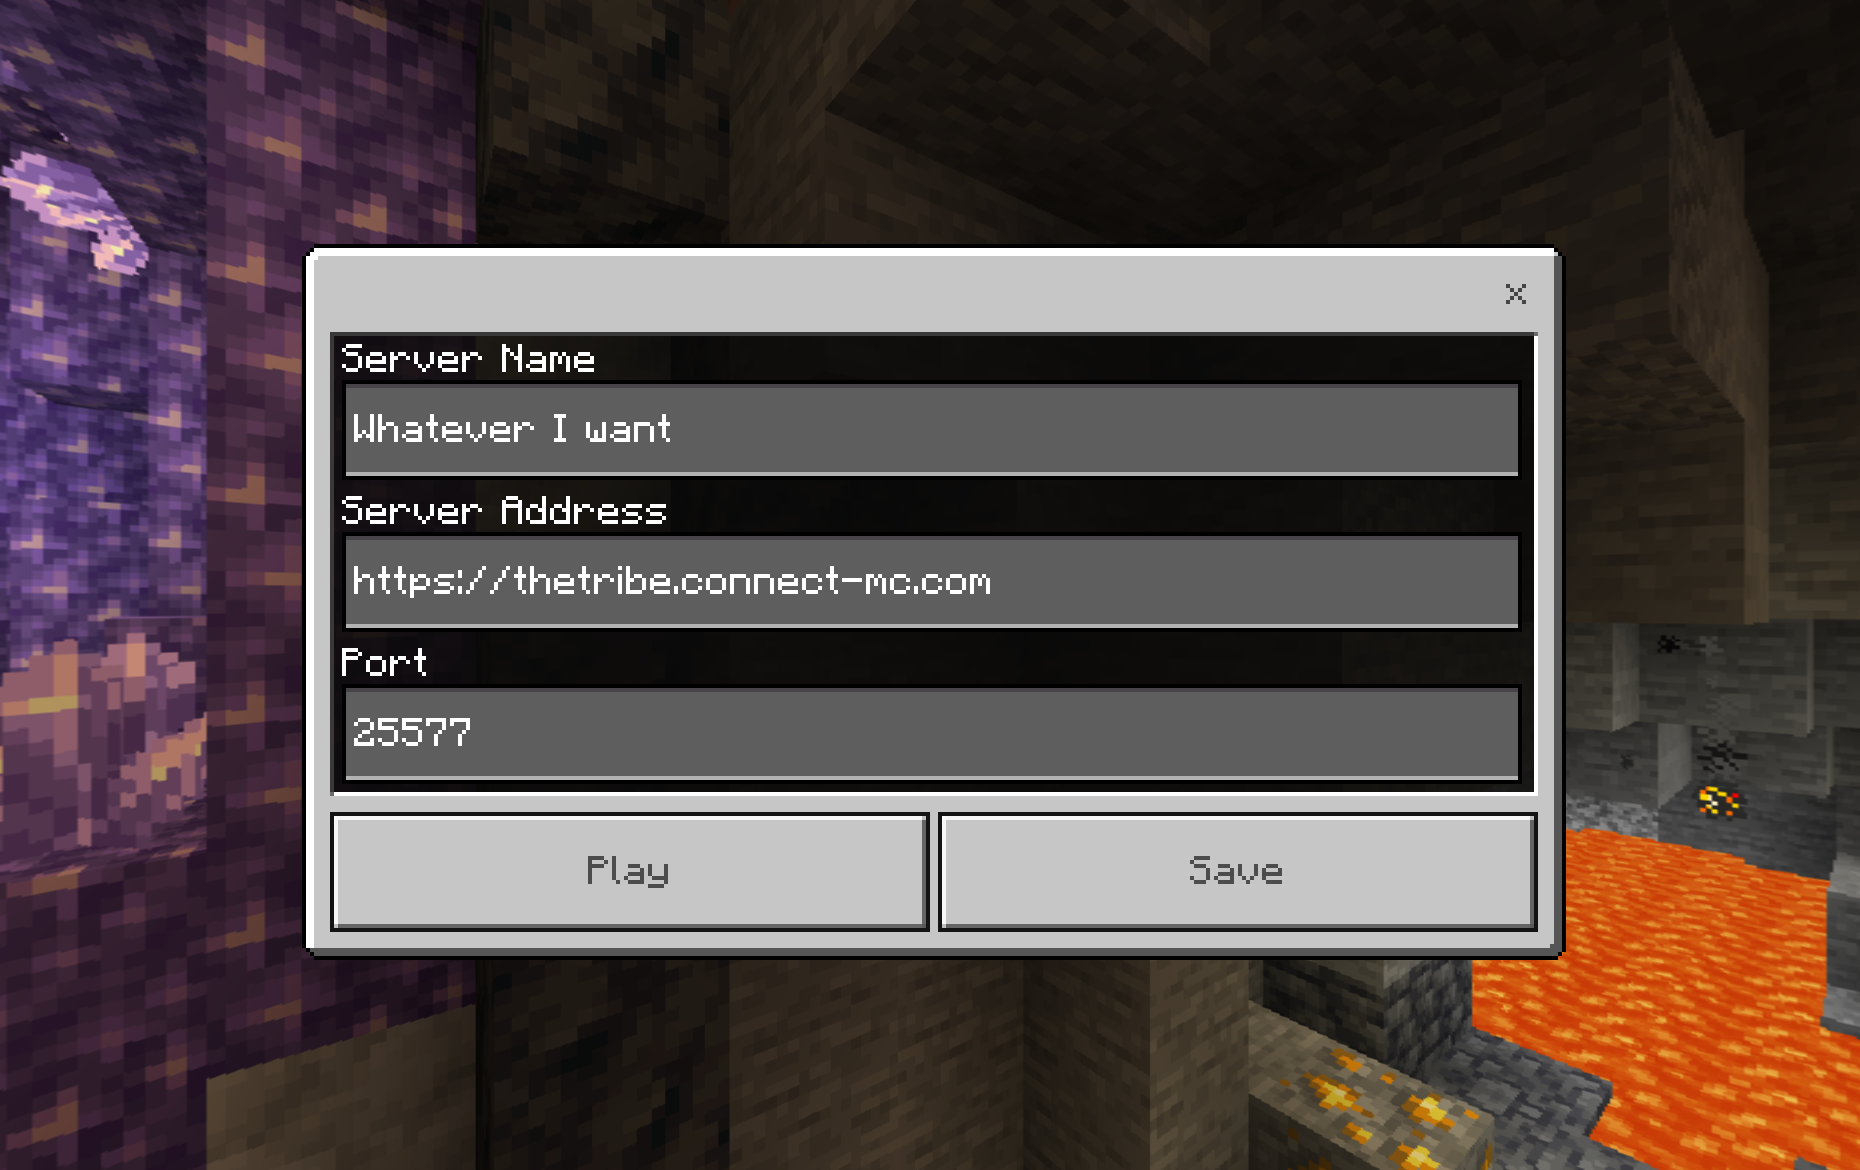 x
Server Name
Whatever I want
Server Address
https://thetribe.connect-mc.com
Port
25577
Play
Save